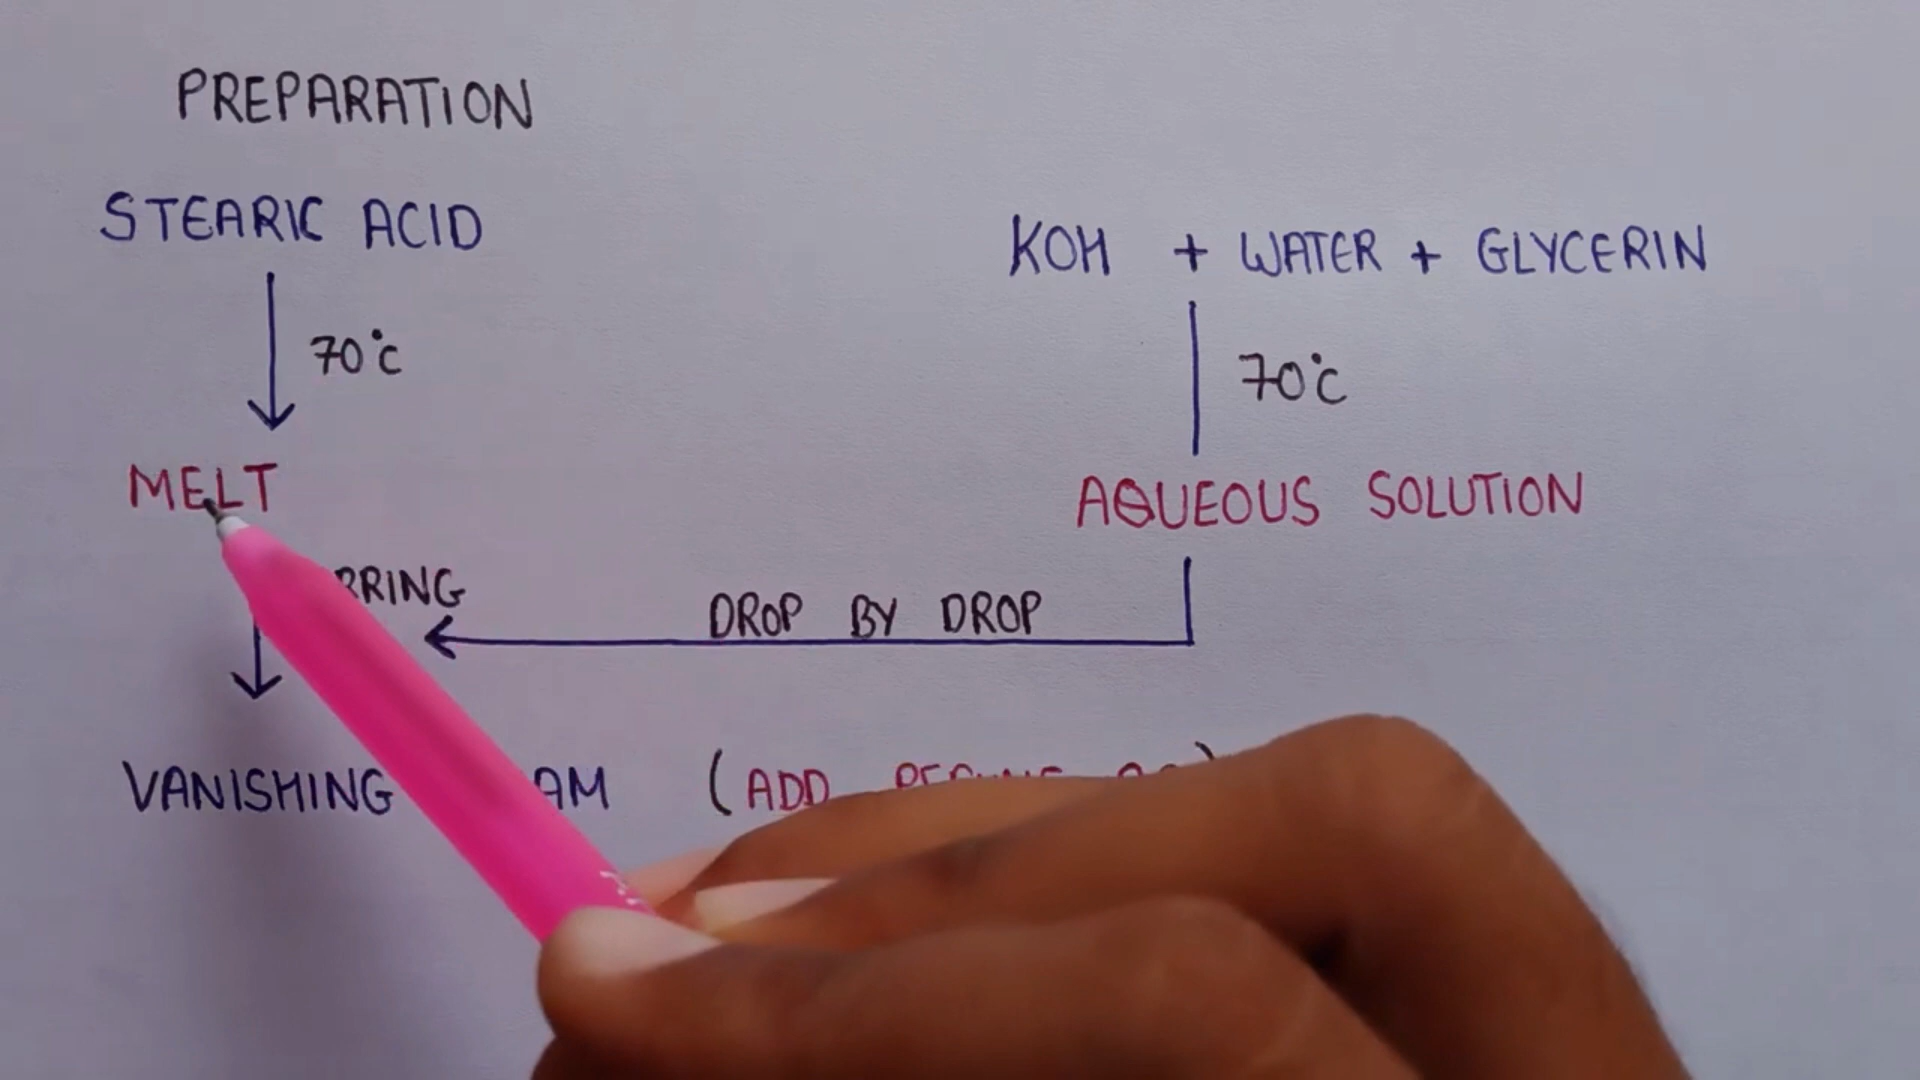 PREPARATION
STEARIC ACID
KOH + WATER + GLYCERIN
70°C
70°C
MELT
AQUEOUS SOLUTION
RRING
DROP BY DROP
VANISHING AM (ADD